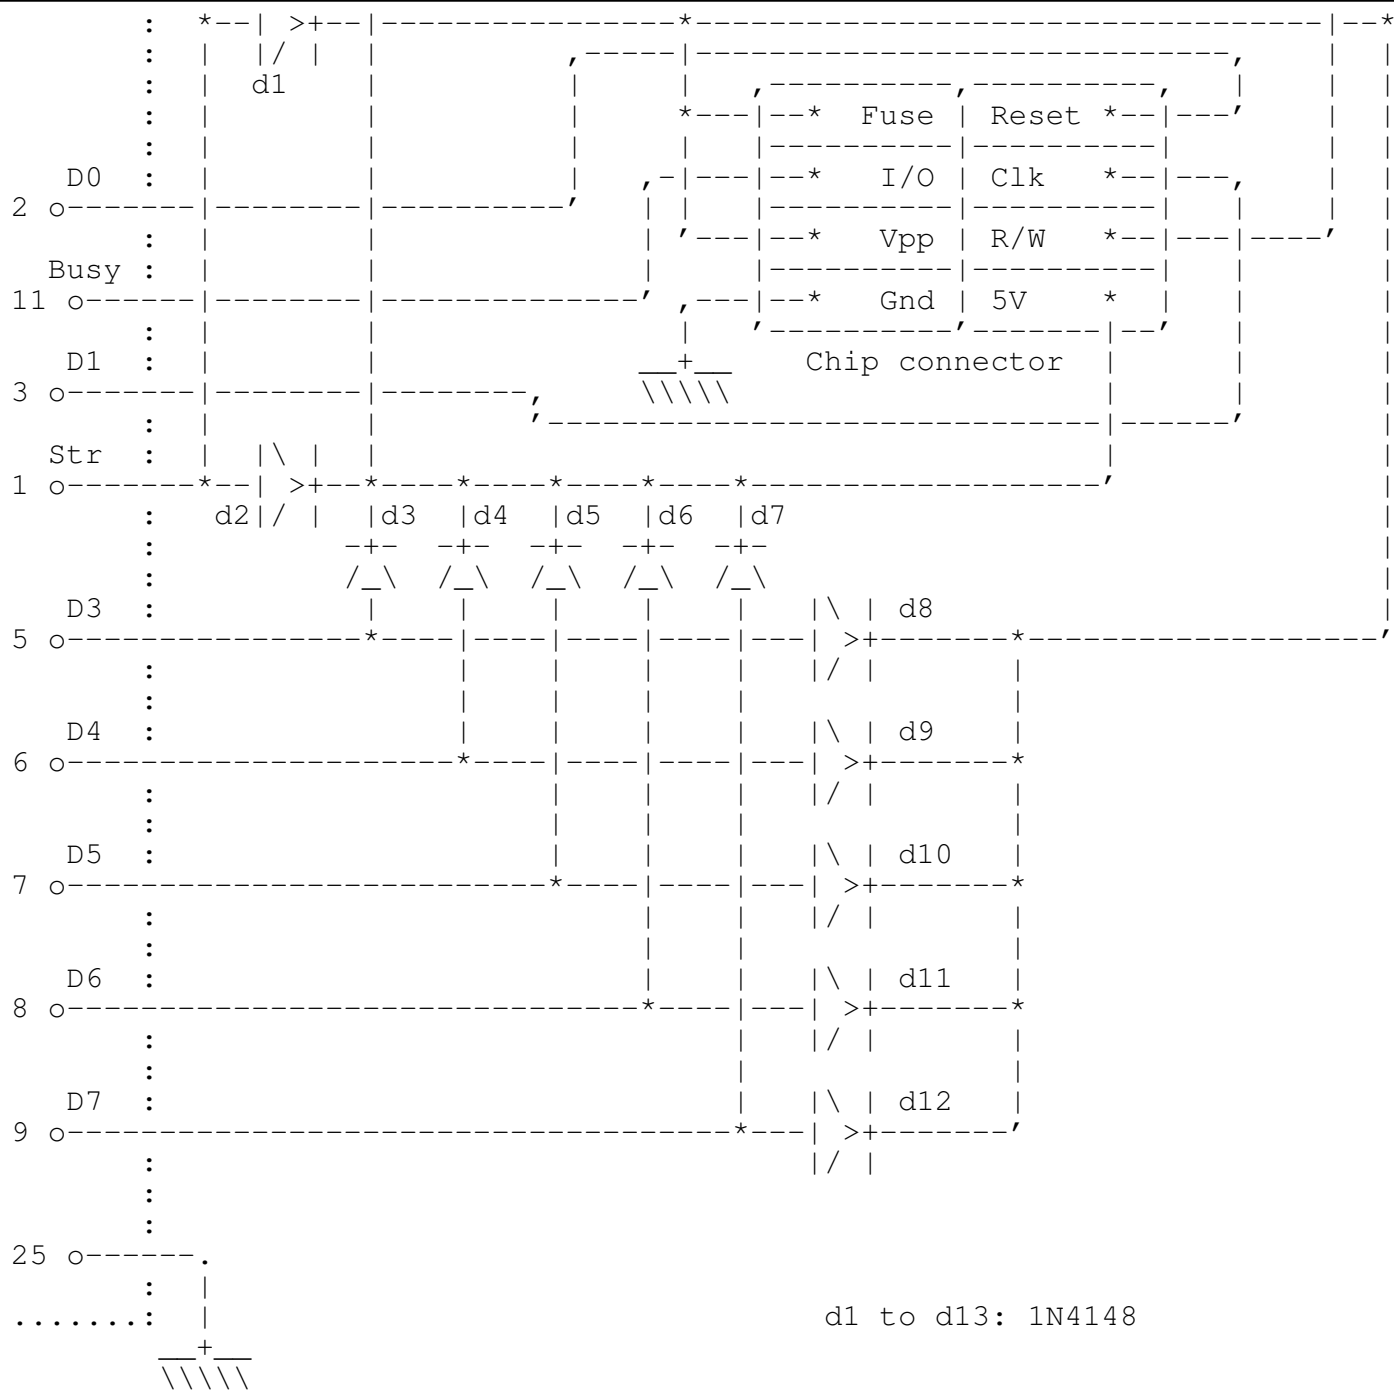 d1
Fuse Reset
D0 I/O Clk
2
Vpp R/W
Busy
11 Gnd 5V
D1 Chip connector
3
Str
1
d2 d3 d4 d5 d6 d7
D3 d8
5
D4 d9
6
D5 d10
7
D6 d11
8
D7 d12
9
25
d1 to d13: 1N4148